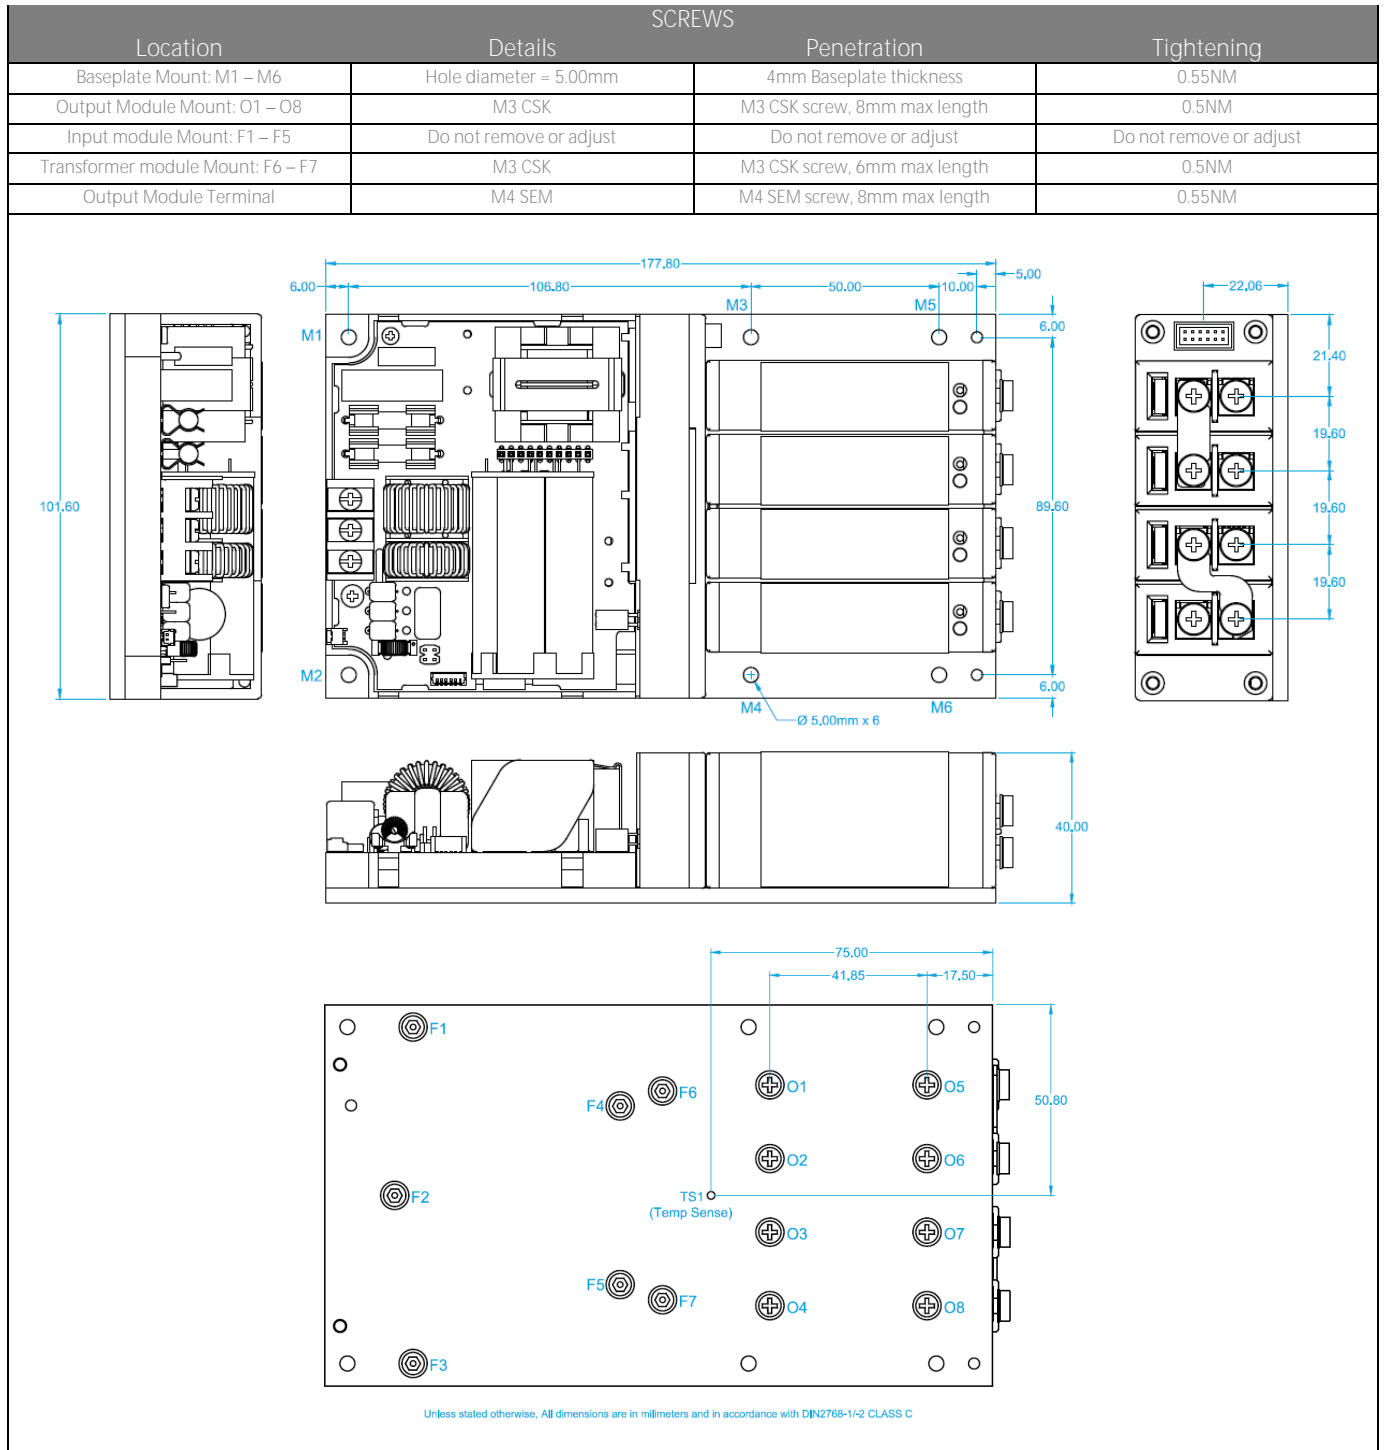 SCREWS
Location Details Penetration Tightening
Baseplate Mount: M1 – M6 Hole diameter = 5.00mm 4mm Baseplate thickness 0.55NM
Output Module Mount: O1 – O8 M3 CSK M3 CSK screw, 8mm max length 0.5NM
Input module Mount: F1 – F5 Do not remove or adjust Do not remove or adjust Do not remove or adjust
Transformer module Mount: F6 – F7 M3 CSK M3 CSK screw, 6mm max length 0.5NM
Output Module Terminal M4 SEM M4 SEM screw, 8mm max length 0.55NM
177.80
5.00
6.00 106.80 50.00 10.00 22.06
M3 M5
M1 6.00
21.40
19.60
101.60 89.60
19.60
19.60
M2 6.00
M4 M6
Ø 5.00mm x 6
40.00
75.00
41.85 17.50
F1
O1 O5
F6
F4 50.80
O2 O6
F2 TS1
(Temp Sense)
O3 O7
F5
F7 O4 O8
F3
Unless stated otherwise, All dimensions are in milimeters and in accordance with DIN2768-1/-2 CLASS C